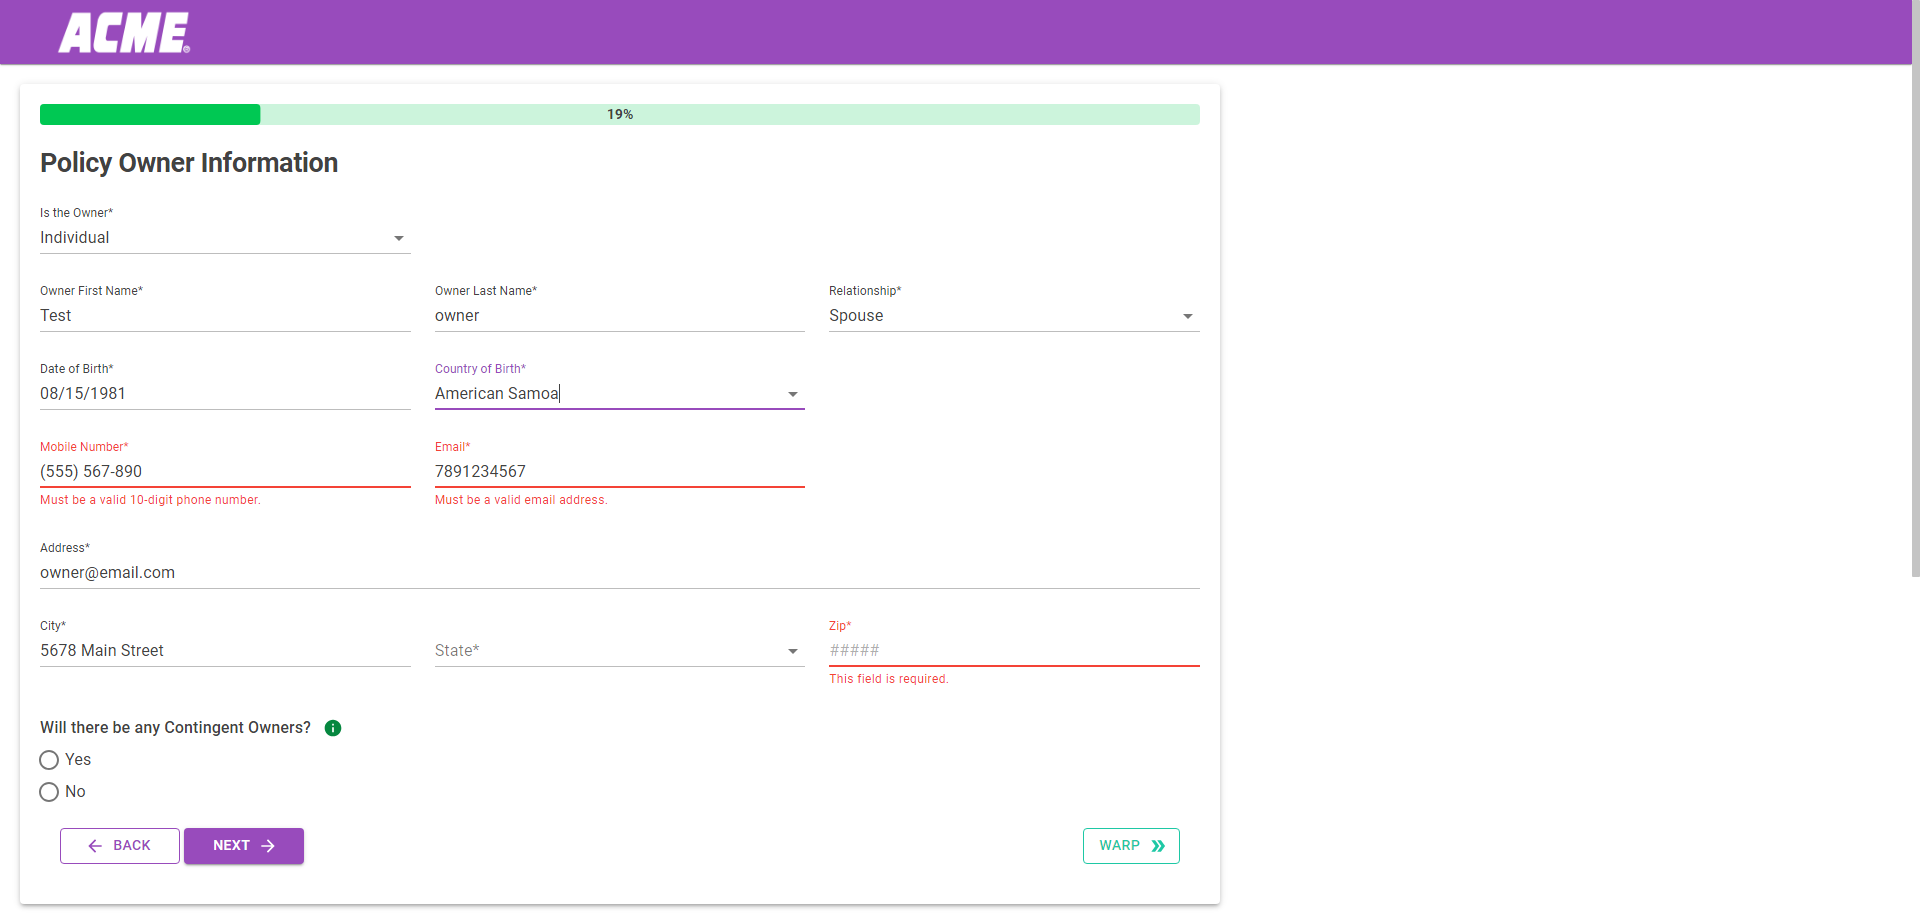 ACME®
19%
Policy Owner Information
Is the Owner*
Individual
Owner First Name*
Owner Last Name*
Relationship*
Test
owner
Spouse
Date of Birth*
Country of Birth*
08/15/1981
American Samoa
Mobile Number*
Email*
(555) 567-890
7891234567
Must be a valid 10-digit phone number.
Must be a valid email address.
Address*
owner@email.com
City*
Zip*
5678 Main Street
State*
#####
This field is required.
Will there be any Contingent Owners?
Yes
No
BACK
NEXT
WARP